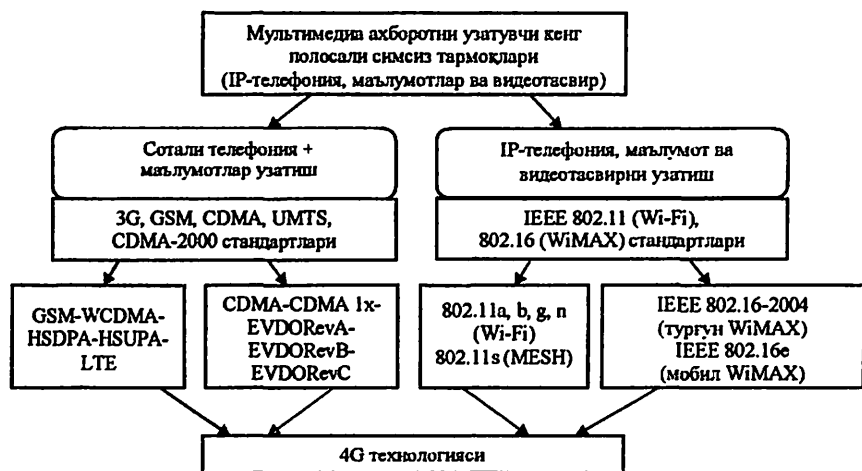 Мультимедиа ахборотни узатувчи кенг
полосали симсиз тармоқлари
(IP-телефония, маълумотлар ва видеотасвир)
Сотали телефония +
маълумотлар узатиш
IP-телефония, маълумот ва
видеотасвирни узатиш
3G, GSM, CDMA, UMTS,
CDMA-2000 стандартлари
IEEE 802.11 (Wi-Fi),
802.16 (WiMAX) стандартлари
GSM-WCDMA-
HSDPA-HSUPA-
LTE
CDMA-CDMA 1x-
EVDORevA-
EVDORevB-
EVDORevC
802.11a, b, g, n
(Wi-Fi)
802.11s (MESH)
IEEE 802.16-2004
(турғун WiMAX)
IEEE 802.16e
(мобил WiMAX)
4G технологияси